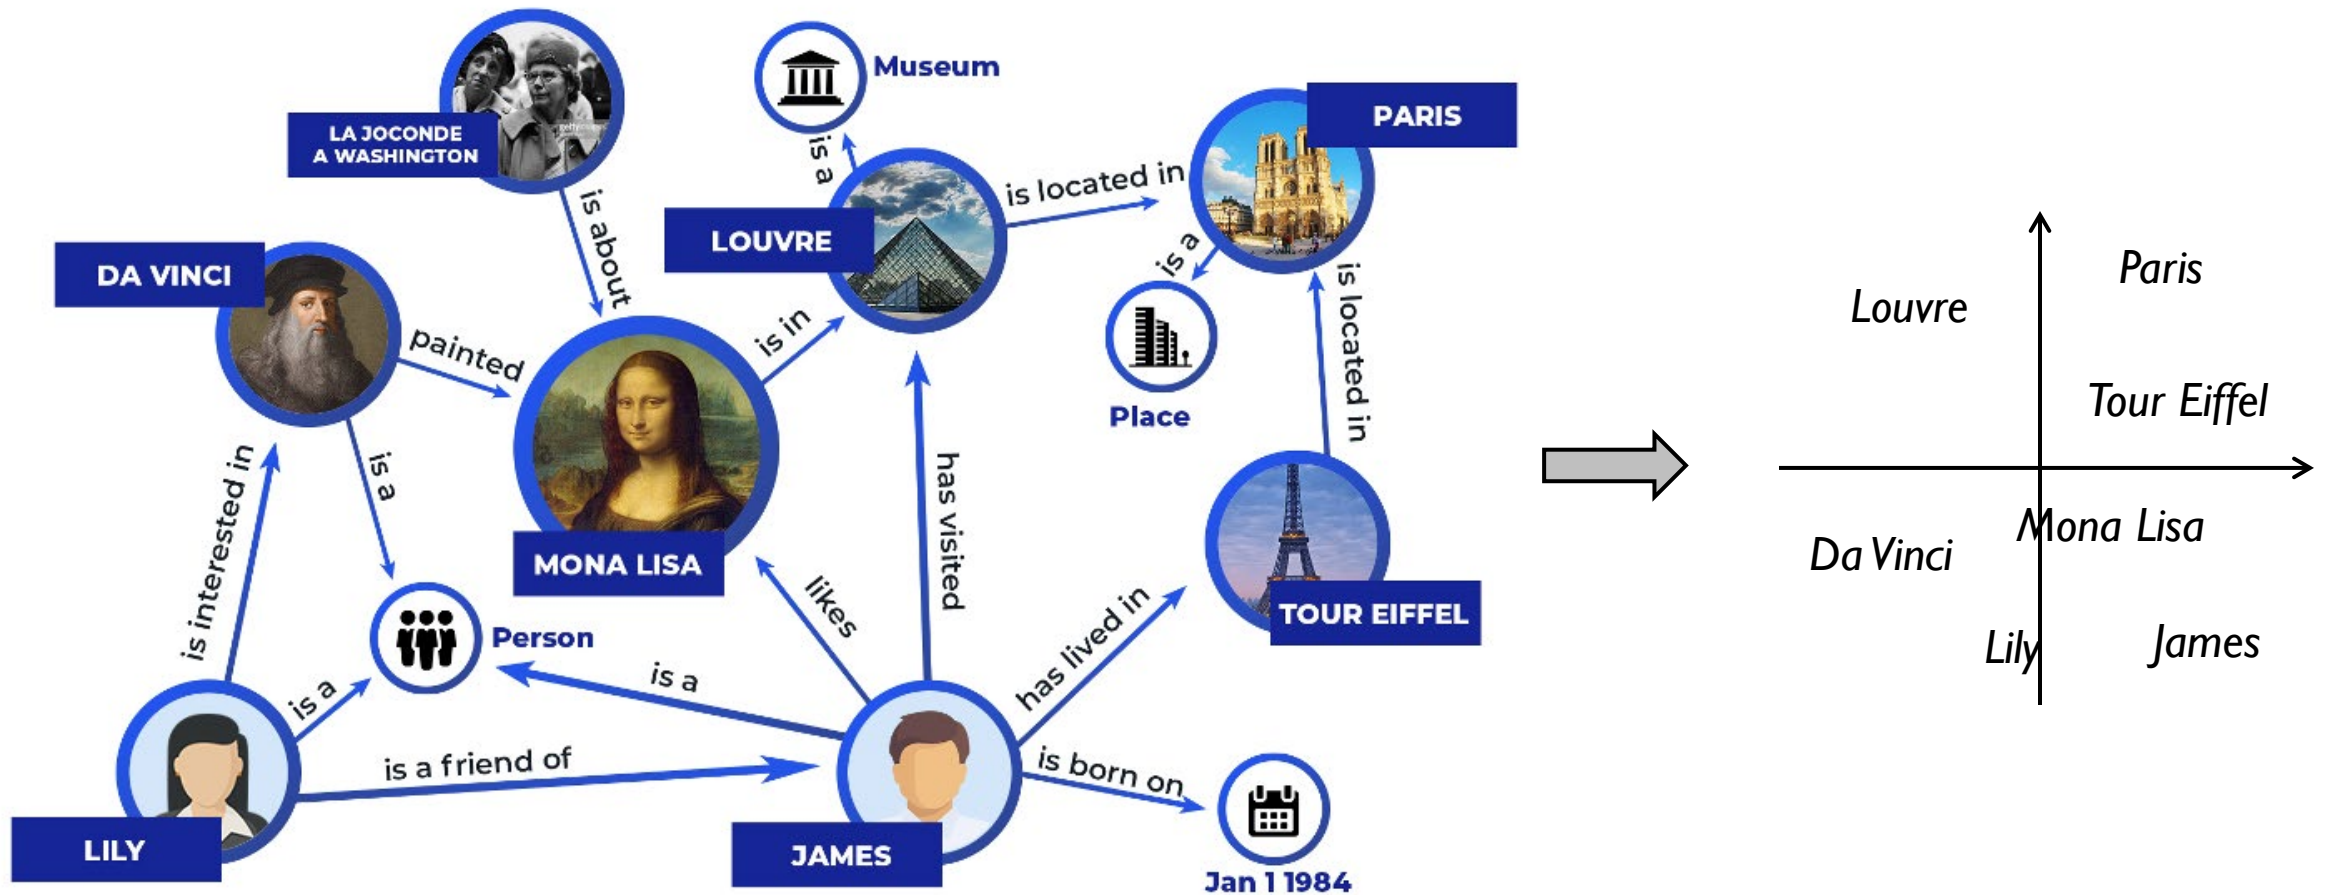 LA JOCONDE
A WASHINGTON
Museum
PARIS
is a
is located in
is about
LOUVRE
is a
DA VINCI
painted
is in
is located in
Place
is interested in
is a
has visited
MONA LISA
likes
has lived in
TOUR EIFFEL
Person
is a
is a
is a friend of
is born on
LILY
JAMES
Jan 1 1984
Paris
Louvre
Tour Eiffel
Mona Lisa
Da Vinci
Lily
James